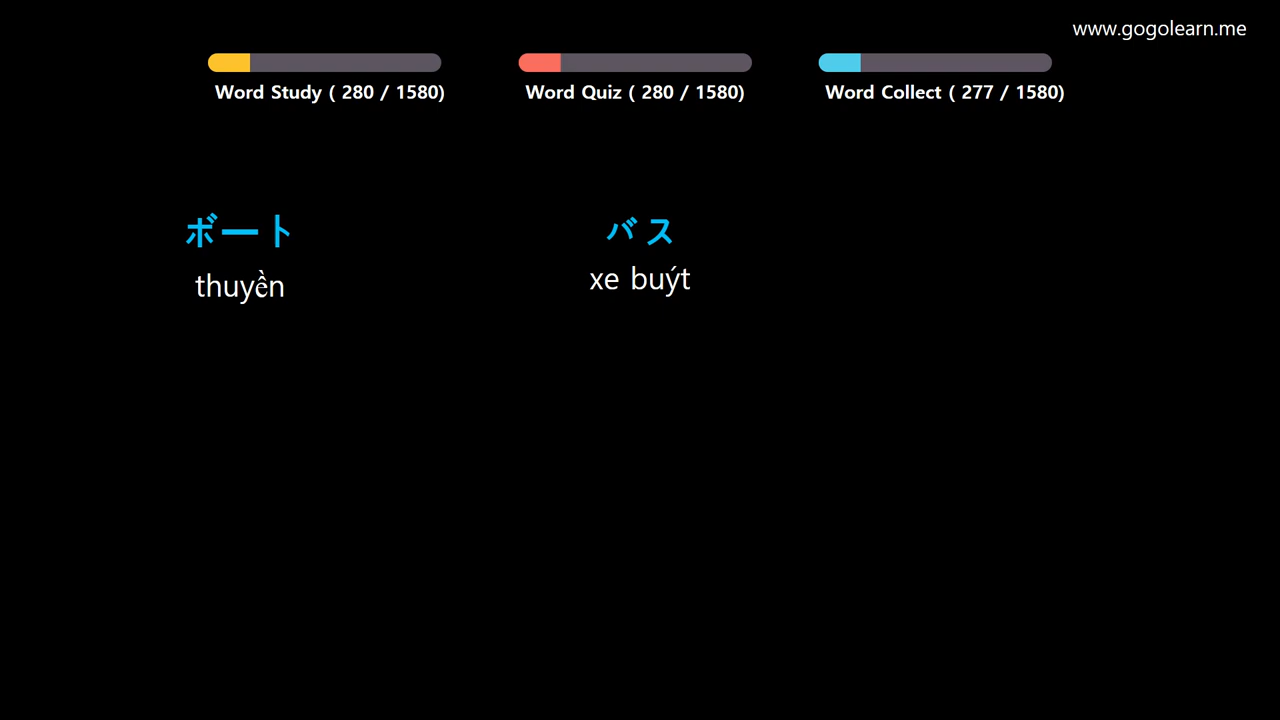 www.gogolearn.me
Word Study ( 280 / 1580)
Word Quiz ( 280 / 1580)
Word Collect ( 277 / 1580)
ボート
thuyền
バス
xe buýt